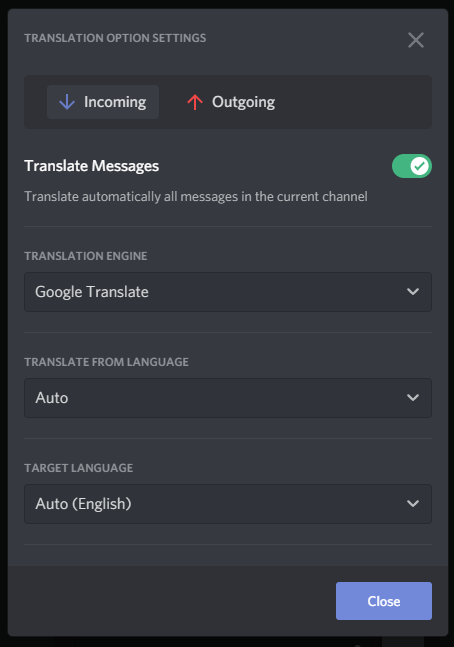 TRANSLATION OPTION SETTINGS
Incoming
Outgoing
Translate Messages
Translate automatically all messages in the current channel
TRANSLATION ENGINE
Google Translate
TRANSLATE FROM LANGUAGE
Auto
TARGET LANGUAGE
Auto (English)
Close